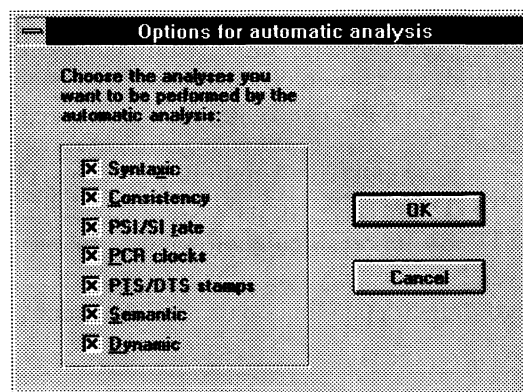 Options for automatic analysis
Choose the analyses you
want to be performed by the
automatic analysis:
Syntaxic
Consistency
PSI/SI rate
PCR clocks
PTS/DTS stamps
Semantic
Dynamic
OK
Cancel